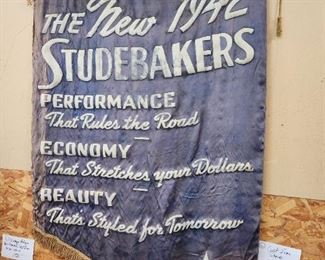 THE New 1942
STUDEBAKERS
PERFORMANCE
That Rules the Road
ECONOMY
That Stretches your Dollars
BEAUTY
That's Styled for Tomorrow